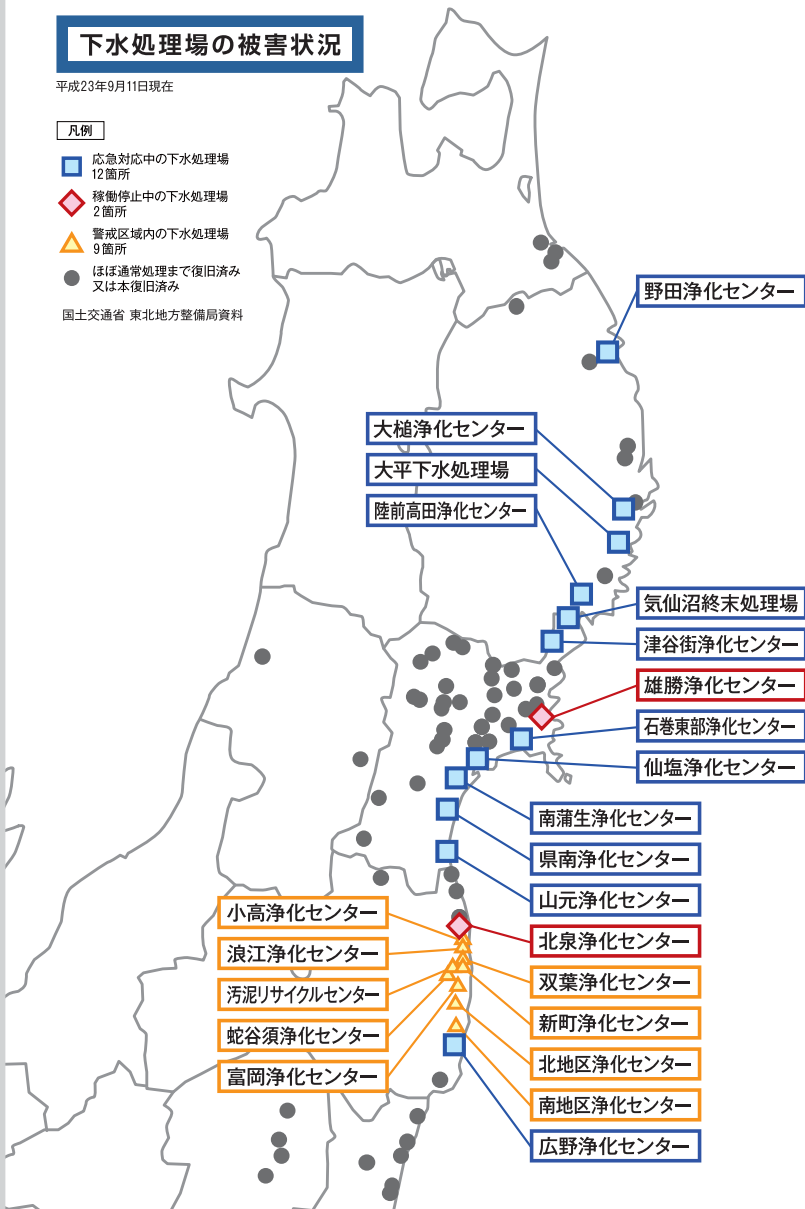 下水処理場の被害状況
平成23年9月11日現在
凡例
応急対応中の下水処理場
12箇所
稼働停止中の下水処理場
2箇所
警戒区域内の下水処理場
9箇所
ほぼ通常処理まで復旧済み
又は本復旧済み
国土交通省 東北地方整備局資料
野田浄化センター
大槌浄化センター
大平下水処理場
陸前高田浄化センター
気仙沼終末処理場
津谷街浄化センター
雄勝浄化センター
石巻東部浄化センター
仙塩浄化センター
南蒲生浄化センター
県南浄化センター
山元浄化センター
小高浄化センター
北泉浄化センター
浪江浄化センター
双葉浄化センター
汚泥リサイクルセンター
新町浄化センター
蛇谷須浄化センター
北地区浄化センター
富岡浄化センター
南地区浄化センター
広野浄化センター